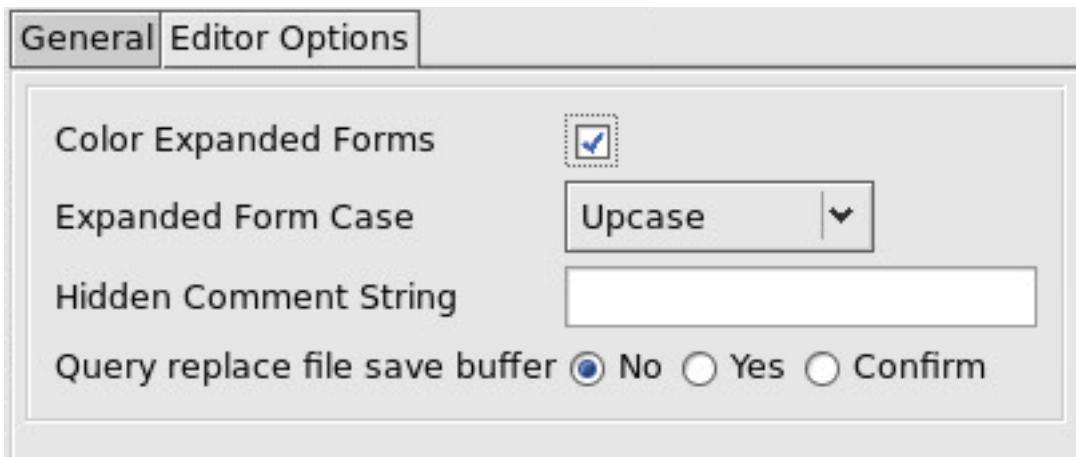 General Editor Options
Color Expanded Forms
Expanded Form Case Upcase
Hidden Comment String
Query replace file save buffer No Yes Confirm